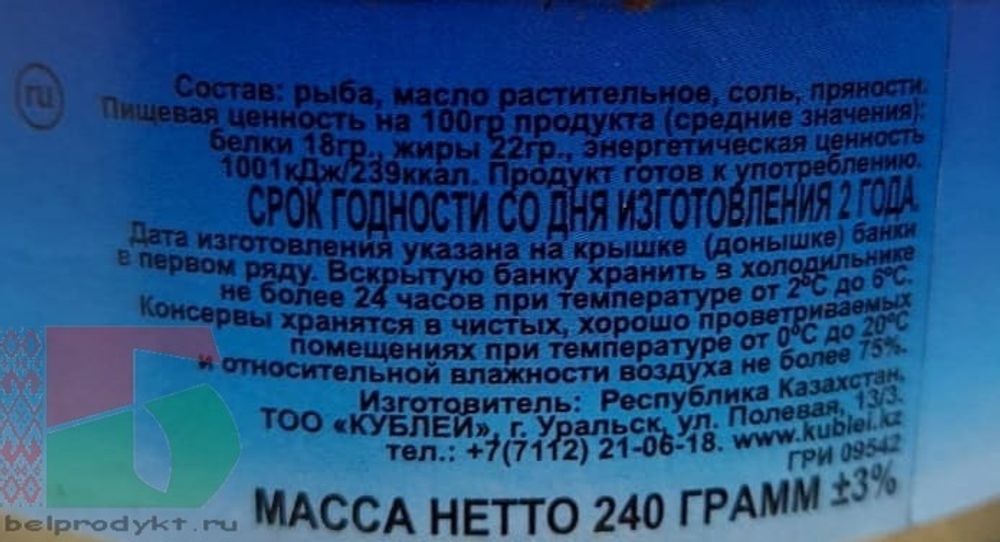 ru
Состав: рыба, масло растительное, соль, пряности.
Пищевая ценность на 100гр продукта (средние значения):
белки 18гр., жиры 22гр., энергетическая ценность
1001кДж/239ккал. Продукт готов к употреблению.
СРОК ГОДНОСТИ СО ДНЯ ИЗГОТОВЛЕНИЯ 2 ГОДА.
Дата изготовления указана на крышке (донышке) банки
в первом ряду. Вскрытую банку хранить в холодильнике
не более 24 часов при температуре от 2°С до 6°С.
Консервы хранятся в чистых, хорошо проветриваемых
помещениях при температуре от 0°С до 20°С
и относительной влажности воздуха не более 75%.
Изготовитель: Республика Казахстан,
ТОО «КУБЛЕЙ», г. Уральск, ул. Полевая, 13/3.
тел.: +7(7112) 21-06-18. www.kublei.kz
ГРИ 09542
МАССА НЕТТО 240 ГРАММ ±3%
belprodykt.ru